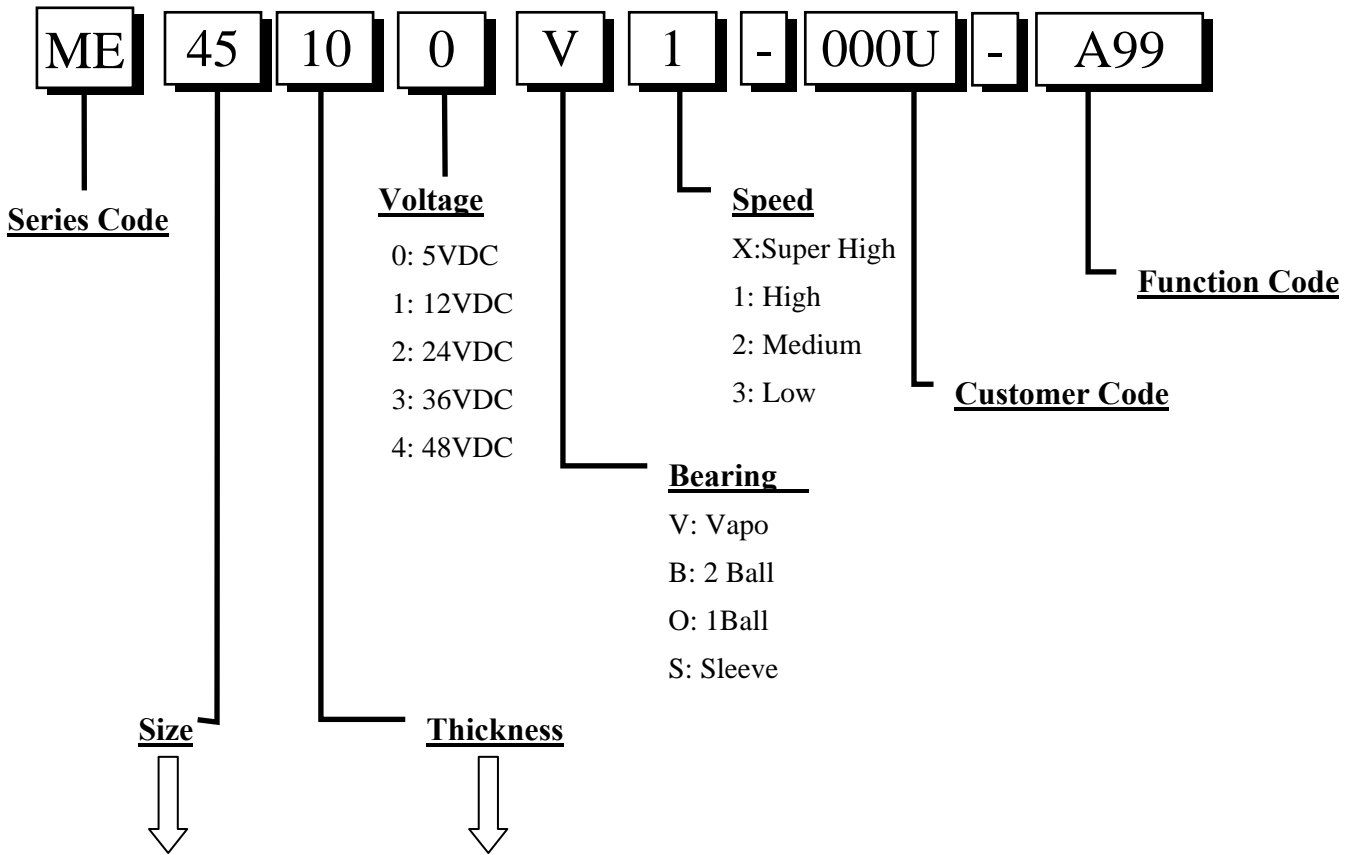 ME 45 10 0 V 1 - 000U - A99
Series Code
Voltage
0: 5VDC
1: 12VDC
2: 24VDC
3: 36VDC
4: 48VDC
Speed
X:Super High
1: High
2: Medium
3: Low
Function Code
Customer Code
Bearing
V: Vapo
B: 2 Ball
O: 1Ball
S: Sleeve
Size
Thickness